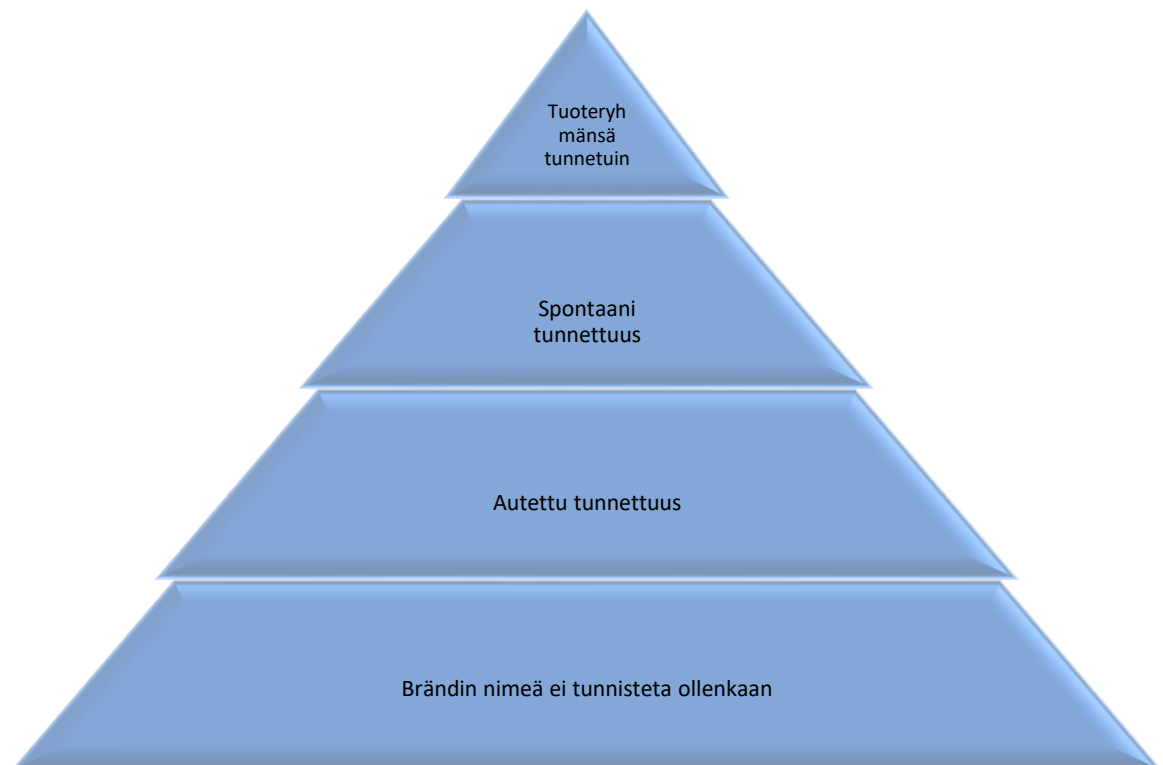 Tuoteryh
mänsä
tunnetuin
Spontaani
tunnettuus
Autettu tunnettuus
Brändin nimeä ei tunnisteta ollenkaan